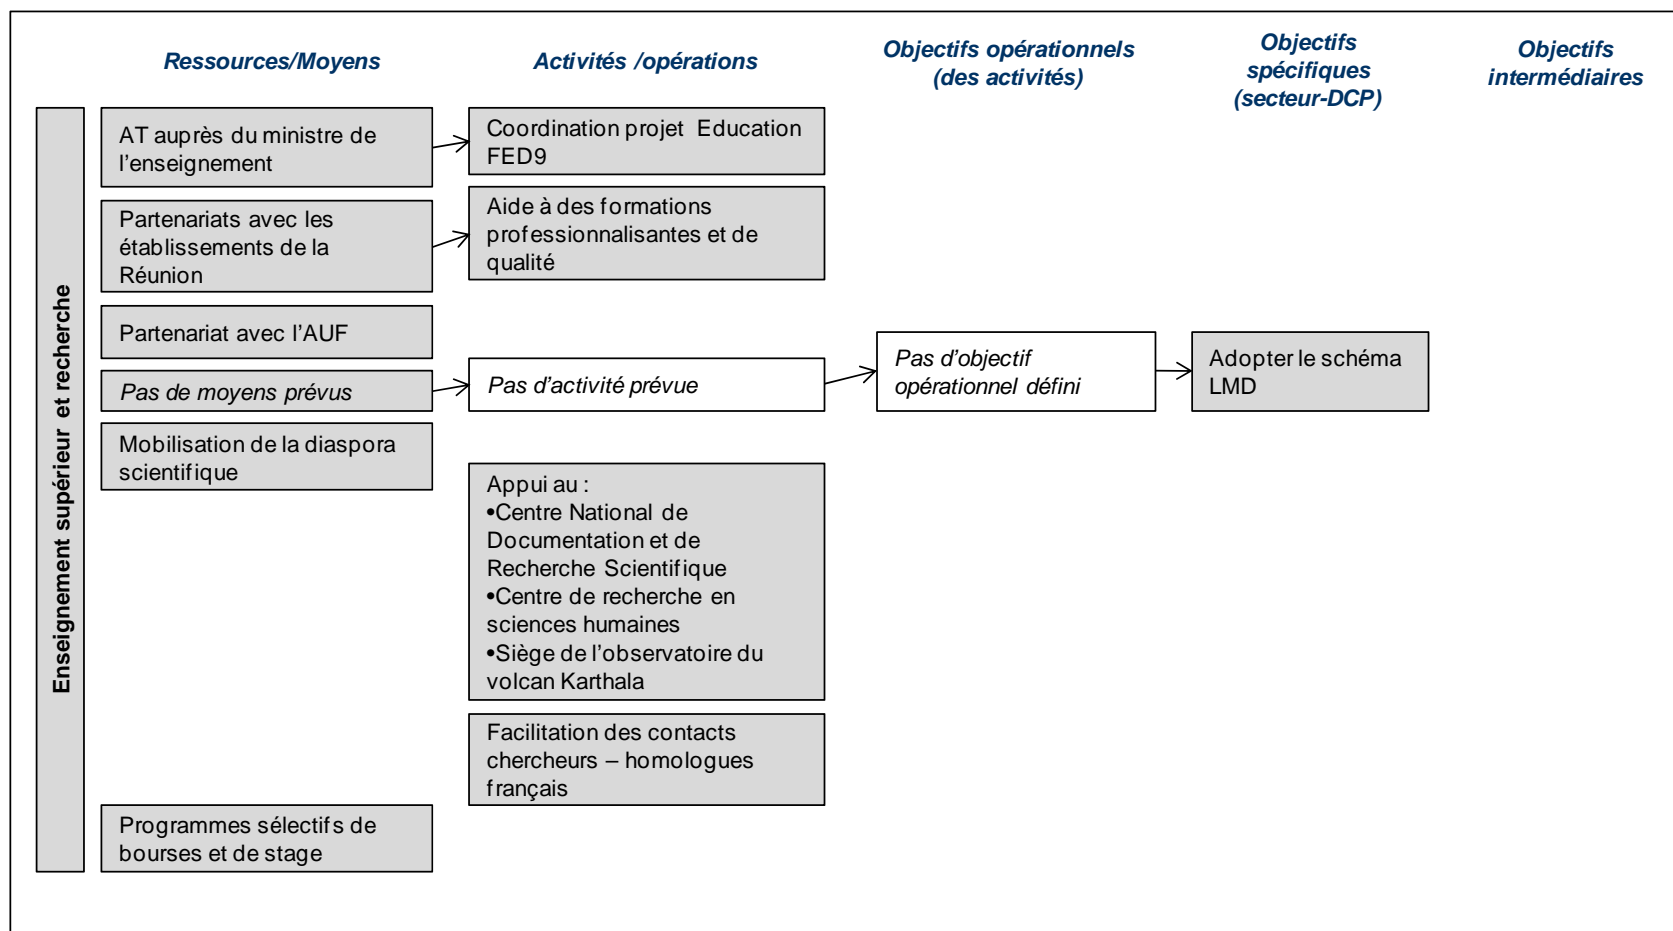 Ressources/Moyens
Activités /opérations
Objectifs opérationnels
(des activités)
Objectifs
spécifiques
(secteur-DCP)
Objectifs
intermédiaires
Enseignement supérieur et recherche
AT auprès du ministre de
l'enseignement
Coordination projet Education
FED9
Partenariats avec les
établissements de la
Réunion
Aide à des formations
professionnalisantes et de
qualité
Partenariat avec l'AUF
Pas de moyens prévus
Pas d'activité prévue
Pas d'objectif
opérationnel défini
Adopter le schéma
LMD
Mobilisation de la diaspora
scientifique
Appui au :
•Centre National de
Documentation et de
Recherche Scientifique
•Centre de recherche en
sciences humaines
•Siège de l'observatoire du
volcan Karthala
Facilitation des contacts
chercheurs – homologues
français
Programmes sélectifs de
bourses et de stage